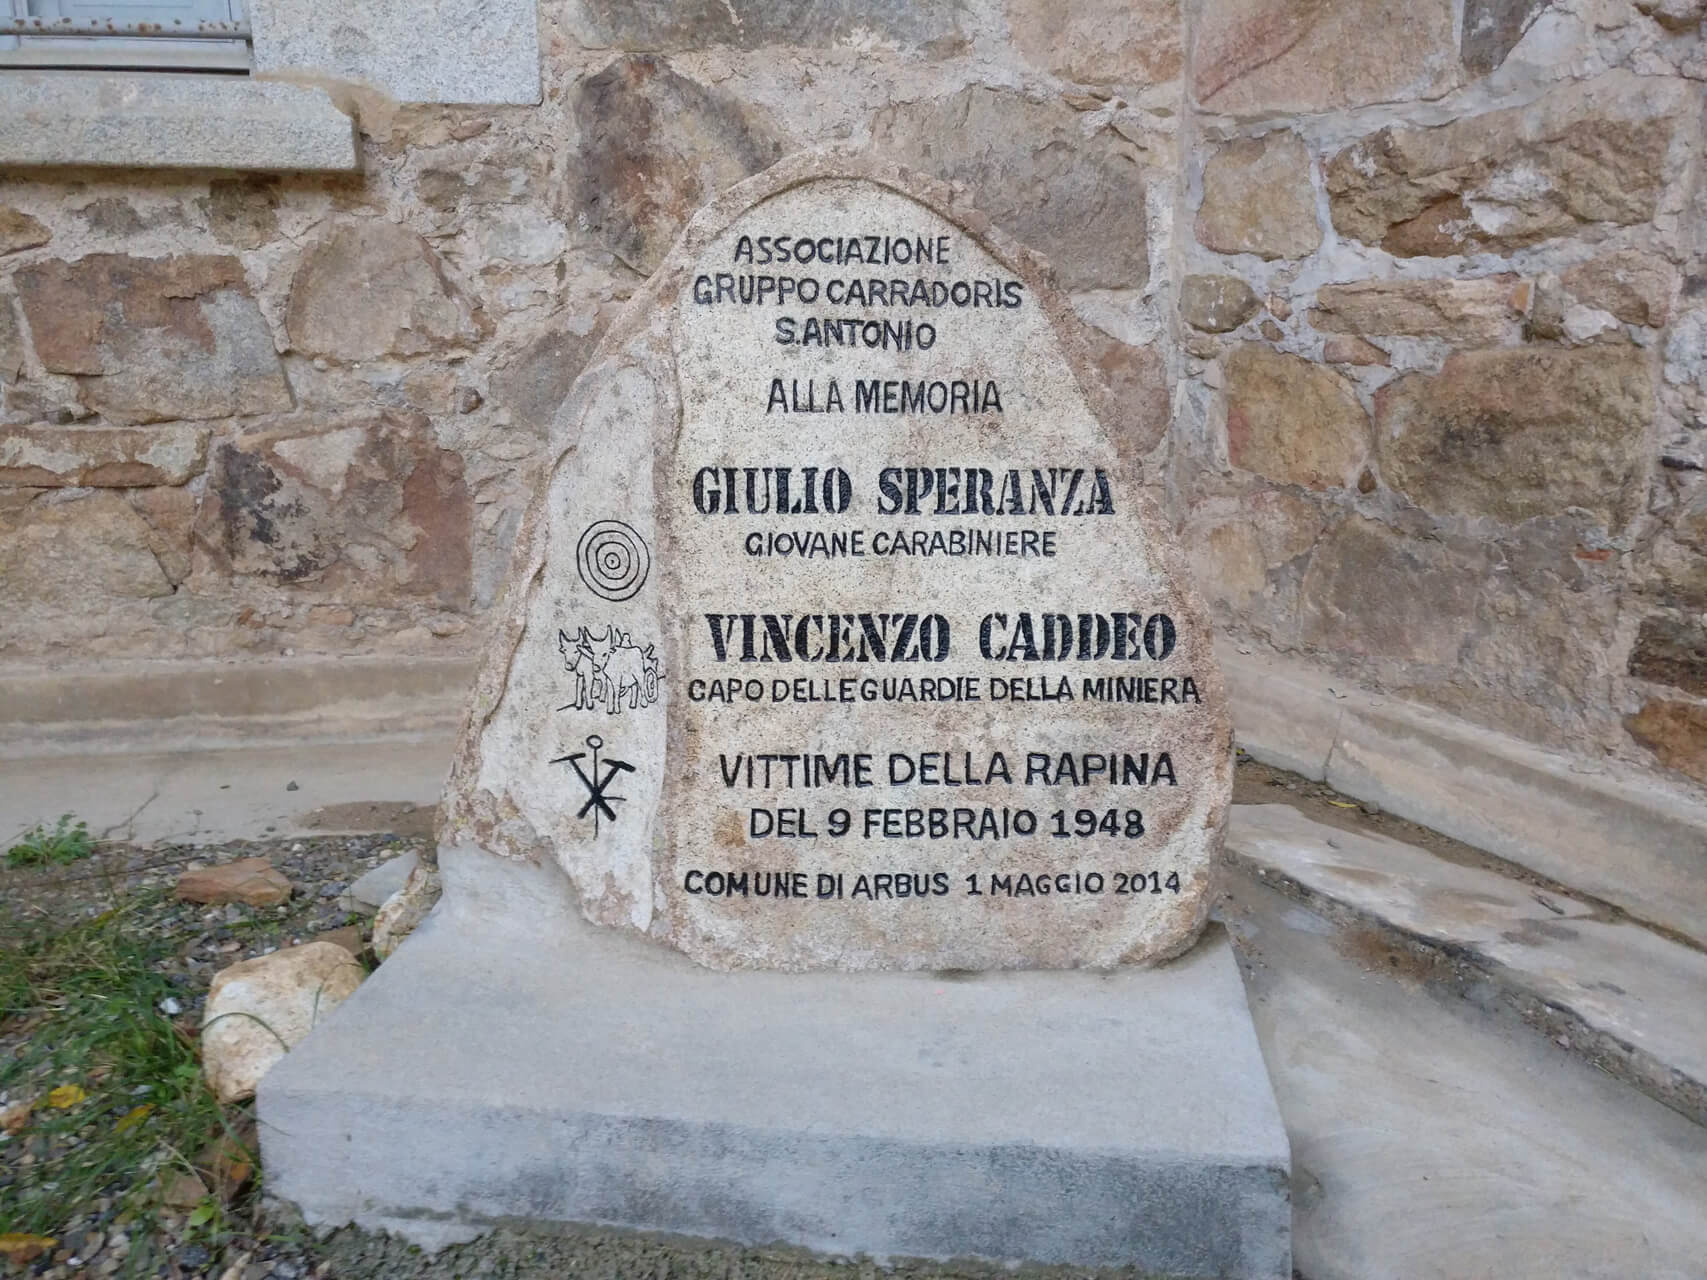 ASSOCIAZIONE
GRUPPO CARRADORIS
S.ANTONIO
ALLA MEMORIA
GIULIO SPERANZA
GIOVANE CARABINIERE
VINCENZO CADDEO
CAPO DELLE GUARDIE DELLA MINIERA
VITTIME DELLA RAPINA
DEL 9 FEBBRAIO 1948
COMUNE DI ARBUS 1 MAGGIO 2014